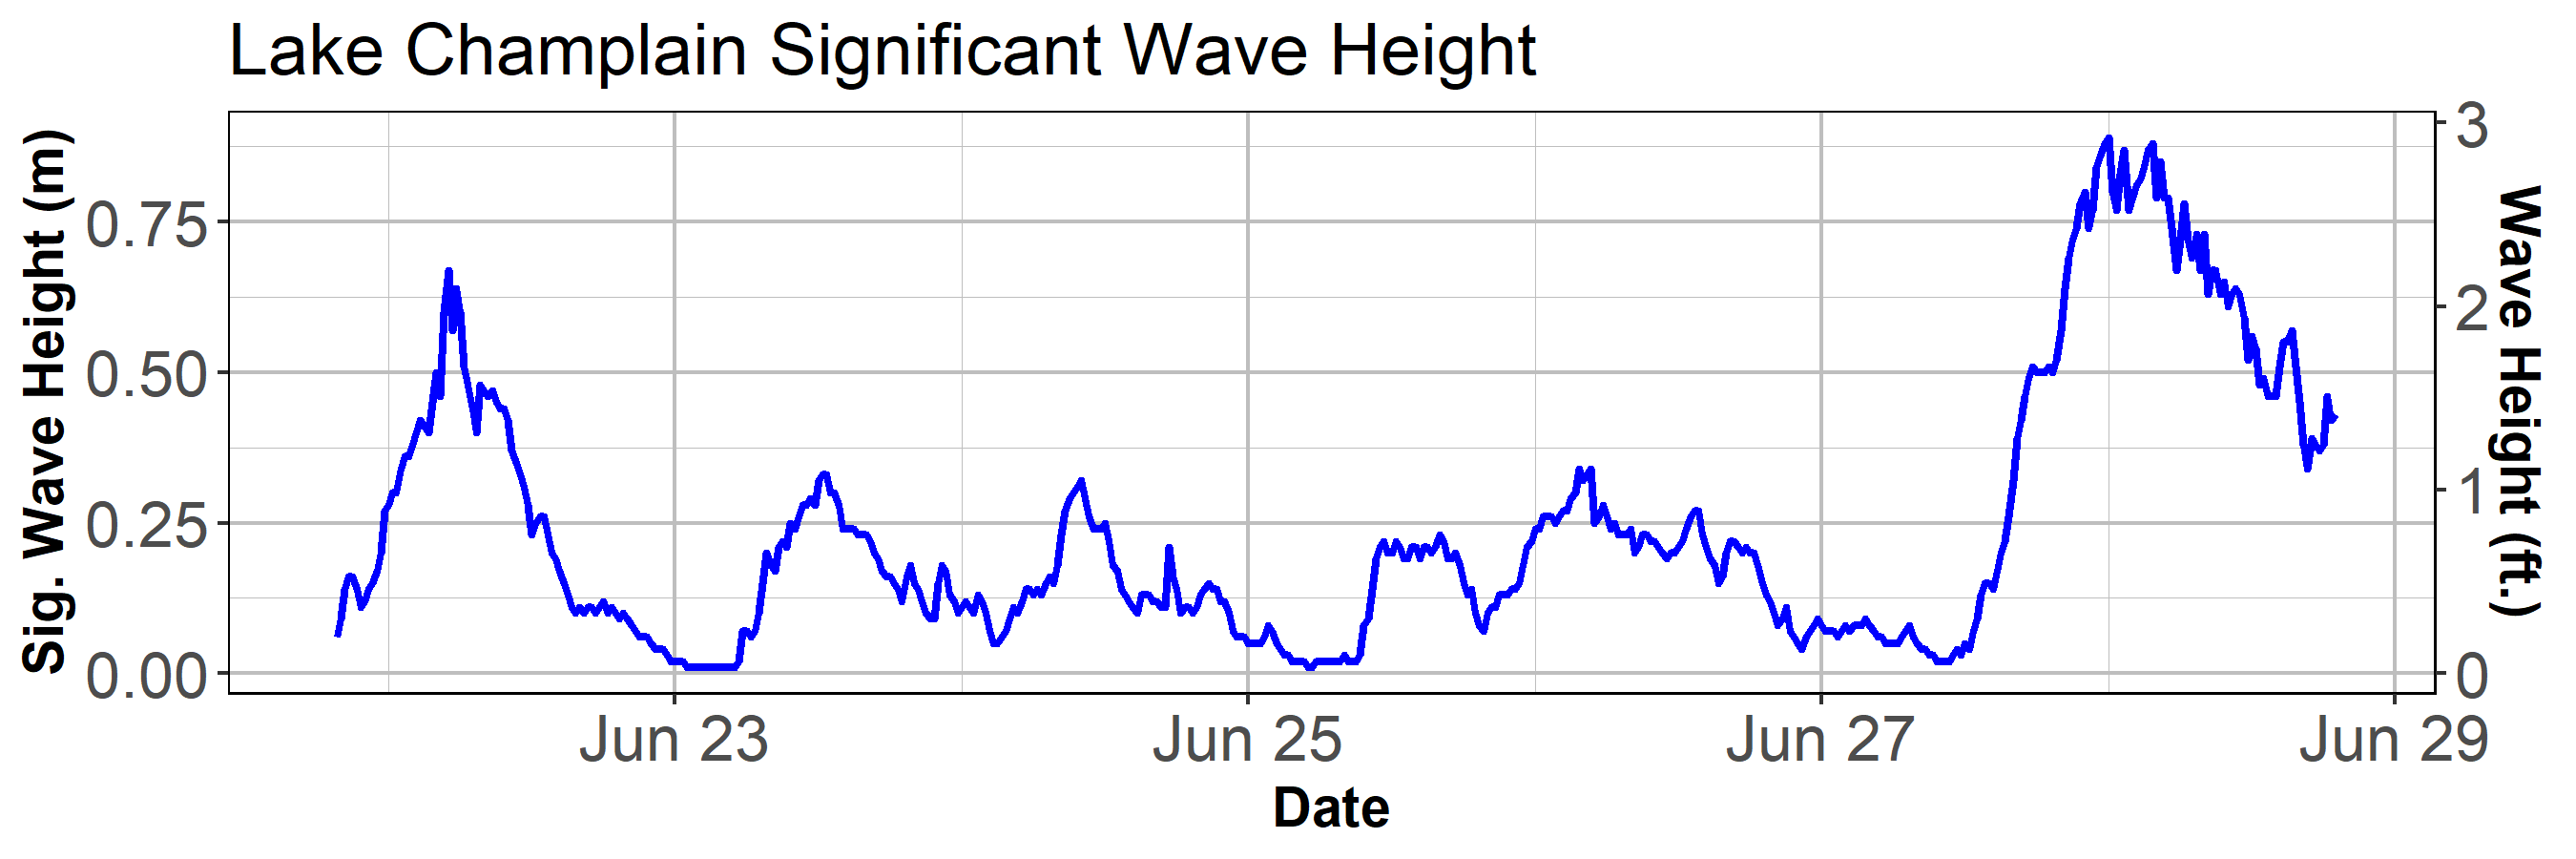 Lake Champlain Significant Wave Height
Sig. Wave Height (m)
0.75
0.50
0.25
0.00
3
2
1
0
Wave Height (ft.)
Jun 23 Jun 25 Jun 27 Jun 29
Date